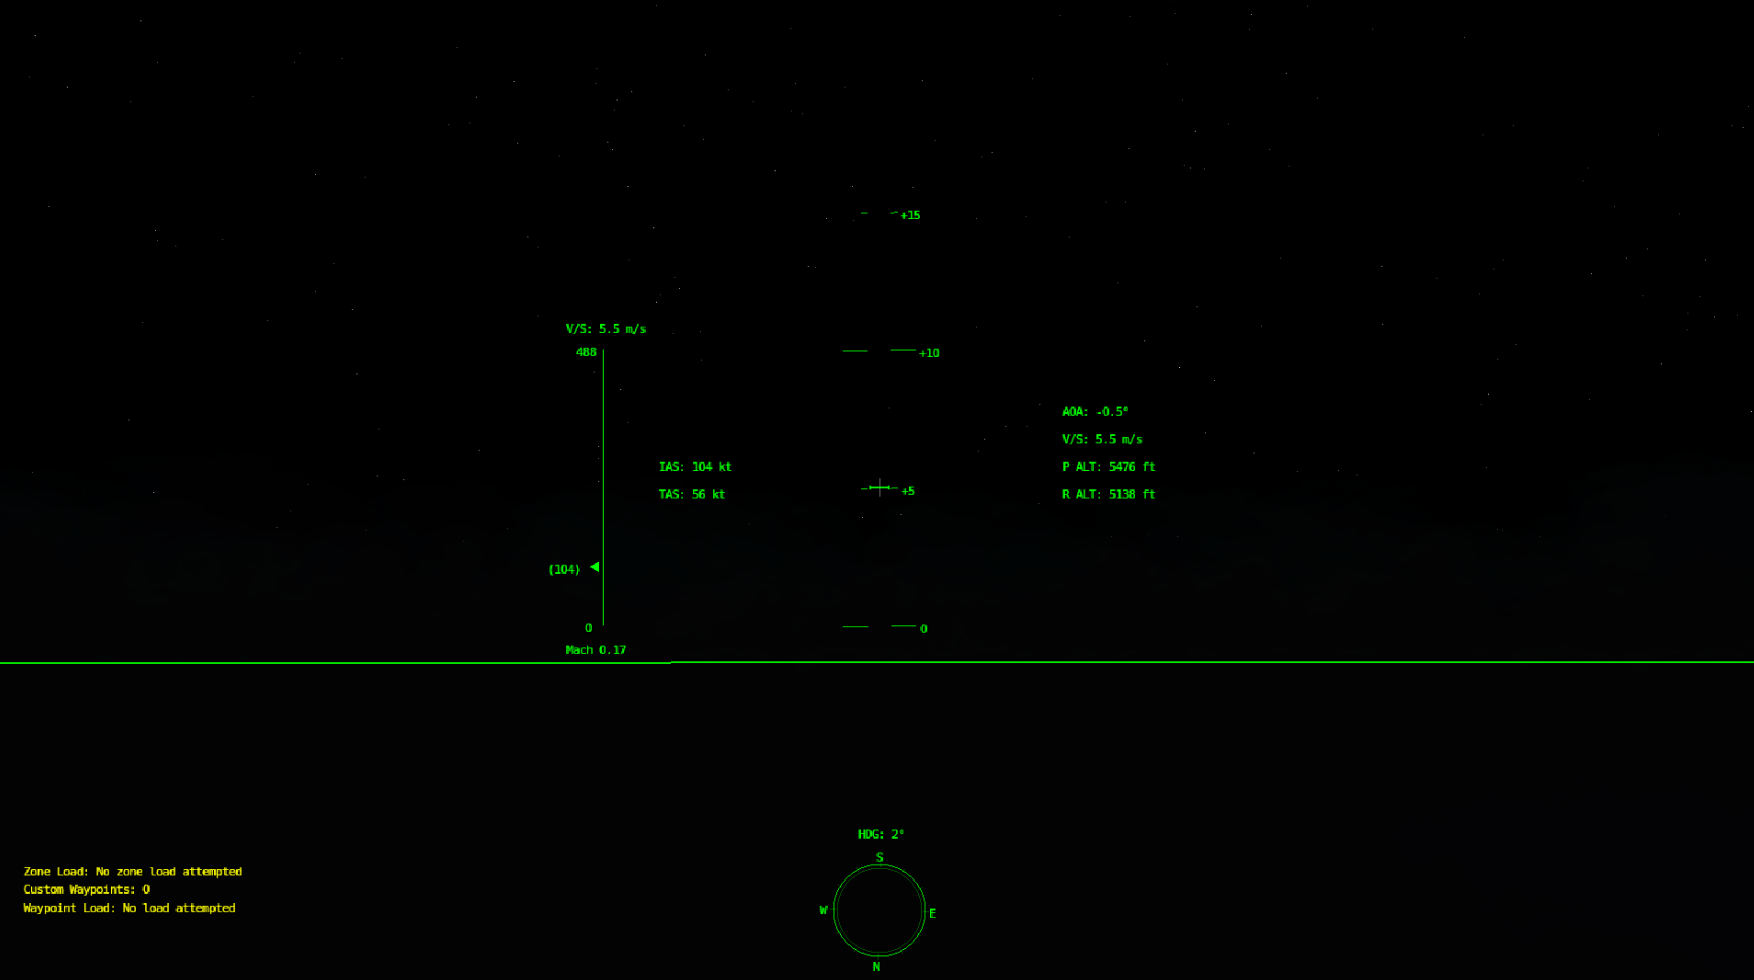 +15
V/S: 5.5 m/s
488
+10
AOA: -0.5°
V/S: 5.5 m/s
IAS: 104 kt
P ALT: 5476 ft
TAS: 56 kt
+5
R ALT: 5138 ft
(104)
0
0
Mach 0.17
HDG: 2°
S
W
E
N
Zone Load: No zone load attempted
Custom Waypoints: 0
Waypoint Load: No load attempted